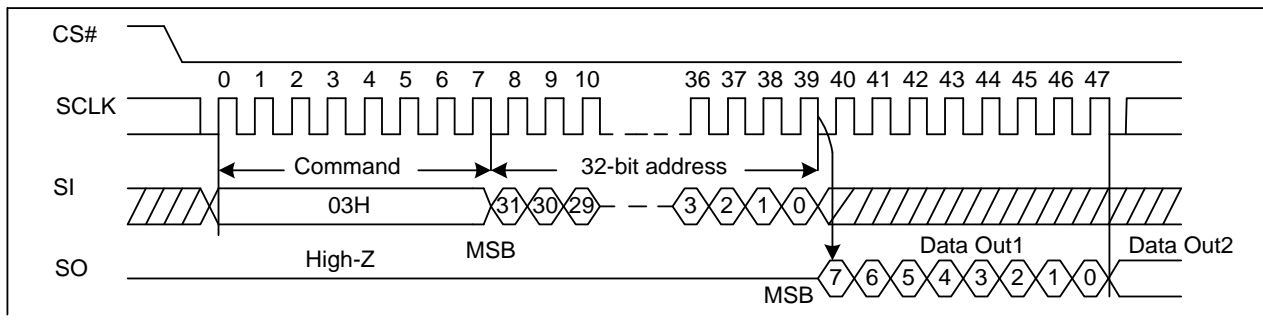 CS#
0 1 2 3 4 5 6 7 8 9 10 36 37 38 39 40 41 42 43 44 45 46 47
SCLK
Command 32-bit address
SI
03H 31 30 29 3 2 1 0
High-Z MSB Data Out1 Data Out2
SO
7 6 5 4 3 2 1 0
MSB